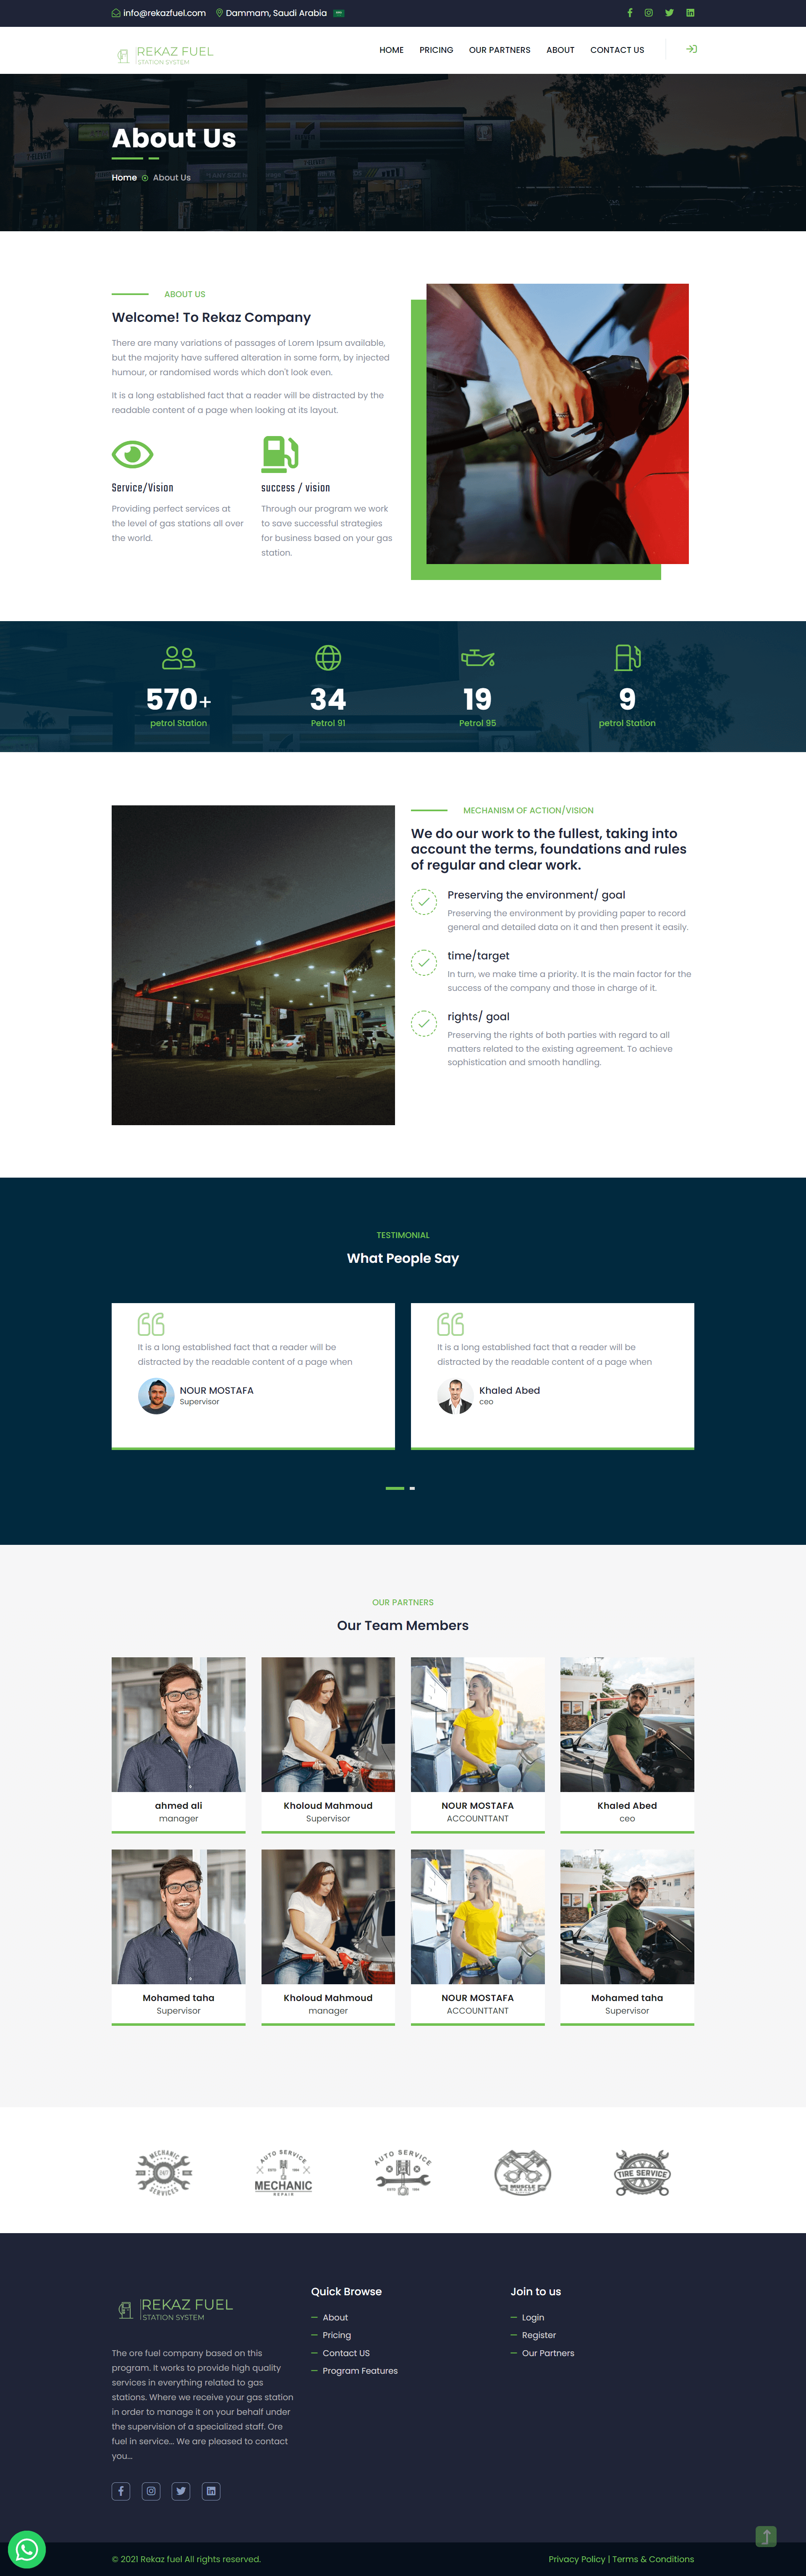 info@rekazfuel.com Dammam, Saudi Arabia
REKAZ FUEL
STATION SYSTEM
HOME PRICING OUR PARTNERS ABOUT CONTACT US
About Us
Home About Us
ABOUT US
Welcome! To Rekaz Company
There are many variations of passages of Lorem Ipsum available,
but the majority have suffered alteration in some form, by injected
humour, or randomised words which don't look even.
It is a long established fact that a reader will be distracted by the
readable content of a page when looking at its layout.
Service/Vision
Providing perfect services at
the level of gas stations all over
the world.
success / vision
Through our program we work
to save successful strategies
for business based on your gas
station.
570+
petrol Station
34
Petrol 91
19
Petrol 95
9
petrol Station
MECHANISM OF ACTION/VISION
We do our work to the fullest, taking into
account the terms, foundations and rules
of regular and clear work.
Preserving the environment/ goal
Preserving the environment by providing paper to record
general and detailed data on it and then present it easily.
time/target
In turn, we make time a priority. It is the main factor for the
success of the company and those in charge of it.
rights/ goal
Preserving the rights of both parties with regard to all
matters related to the existing agreement. To achieve
sophistication and smooth handling.
TESTIMONIAL
What People Say
It is a long established fact that a reader will be
distracted by the readable content of a page when
NOUR MOSTAFA
Supervisor
It is a long established fact that a reader will be
distracted by the readable content of a page when
Khaled Abed
ceo
OUR PARTNERS
Our Team Members
ahmed ali
manager
Kholoud Mahmoud
Supervisor
NOUR MOSTAFA
ACCOUNTTANT
Khaled Abed
ceo
Mohamed taha
Supervisor
Kholoud Mahmoud
manager
NOUR MOSTAFA
ACCOUNTTANT
Mohamed taha
Supervisor
MECHANIC
SERVICES
AUTO SERVICE
MECHANIC
REPAIR
AUTO SERVICE
MUSCLE
TIRE SERVICE
REKAZ FUEL
STATION SYSTEM
The ore fuel company based on this
program. It works to provide high quality
services in everything related to gas
stations. Where we receive your gas station
in order to manage it on your behalf under
the supervision of a specialized staff. Ore
fuel in service... We are pleased to contact
you...
Quick Browse
About
Pricing
Contact US
Program Features
Join to us
Login
Register
Our Partners
© 2021 Rekaz fuel All rights reserved.
Privacy Policy | Terms & Conditions